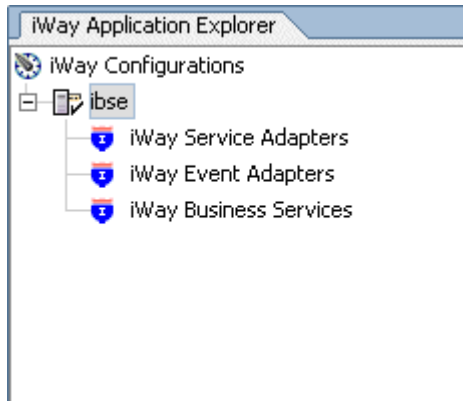 iWay Application Explorer
iWay Configurations
ibse
iWay Service Adapters
iWay Event Adapters
iWay Business Services